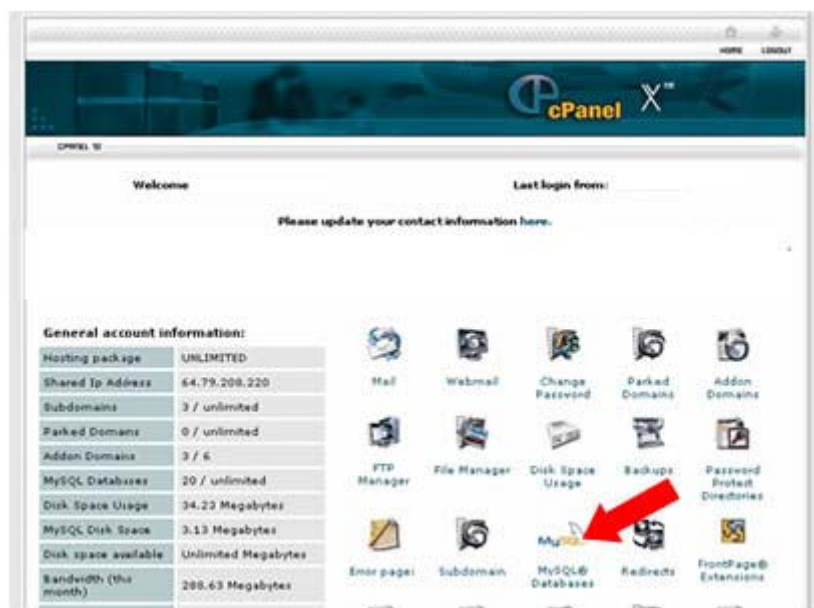 HOME LOGOUT
cPanel X™
CPANEL 10
Welcome Last login from:
Please update your contact information here.
General account information:
Hosting package UNLIMITED
Shared Ip Address 64.79.208.220
Subdomains 3 / unlimited
Parked Domans 0 / unlimited
Addon Domains 3 / 6
MySQL Databases 20 / unlimited
Disk Space Usage 34.23 Megabytes
MySQL Disk Space 3.13 Megabytes
Disk space available Unlimited Megabytes
Bandwidth (this
month) 288.63 Megabytes
Mail Webmail Change
Password Parked
Domains Addon
Domains
FTP
Manager File Manager Disk Space
Usage Backups Password
Protect
Directories
MySQL
Error pages Subdomain MySQL®
Databases Redirects FrontPage®
Extensions